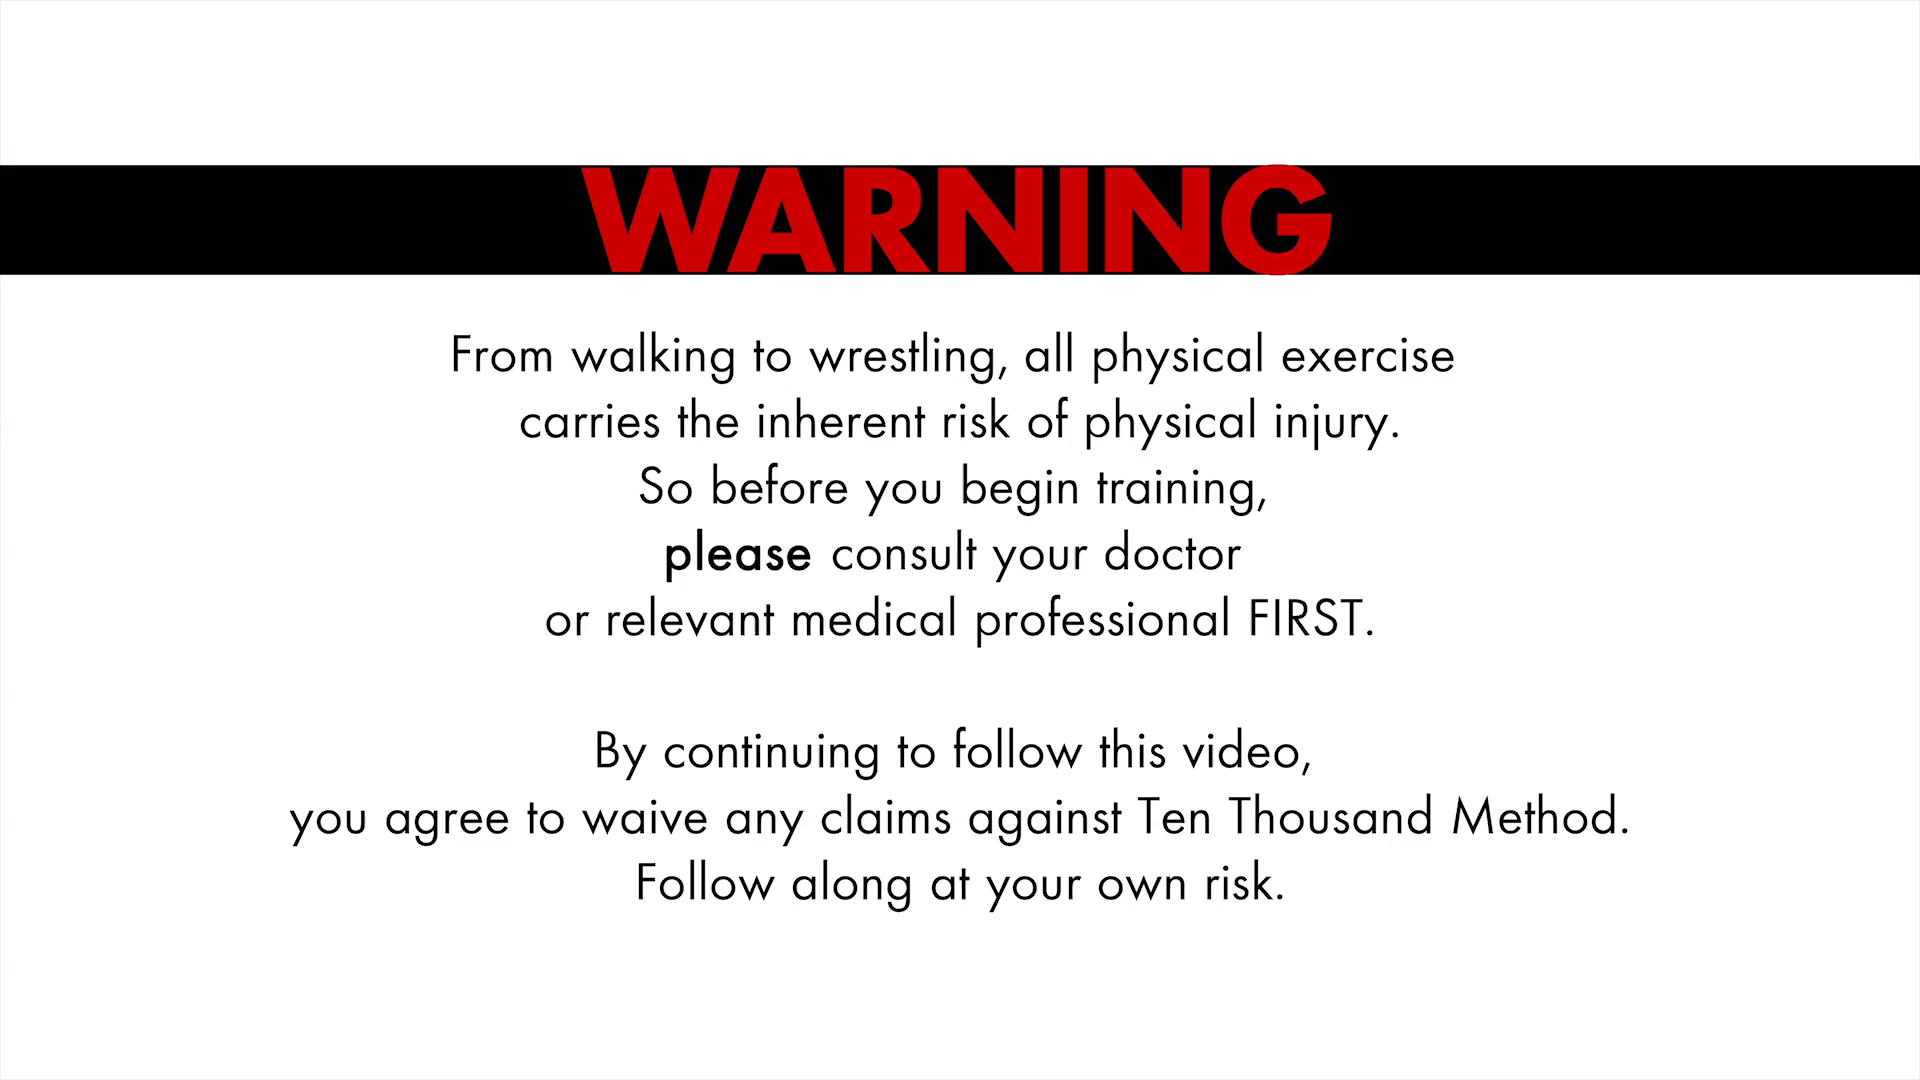 WARNING
From walking to wrestling, all physical exercise
carries the inherent risk of physical injury.
So before you begin training,
please consult your doctor
or relevant medical professional FIRST.
By continuing to follow this video,
you agree to waive any claims against Ten Thousand Method.
Follow along at your own risk.